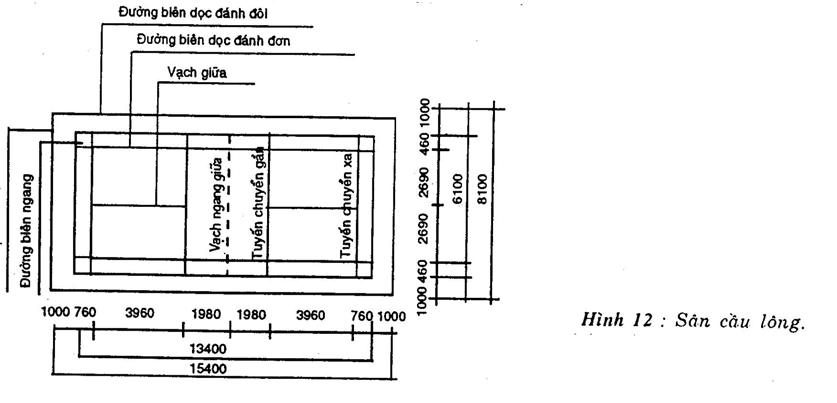 Đường biên dọc đánh đôi
Đường biên dọc đánh đơn
Vạch giữa
Đường biên ngang
Vạch ngang giữa
Tuyến chuyển gần
Tuyến chuyển xa
1000 760 3960 1980 1980 3960 760 1000
13400
15400
1000 460 2690 2690 460 1000
6100
8100
Hình 12 : Sân cầu lông.